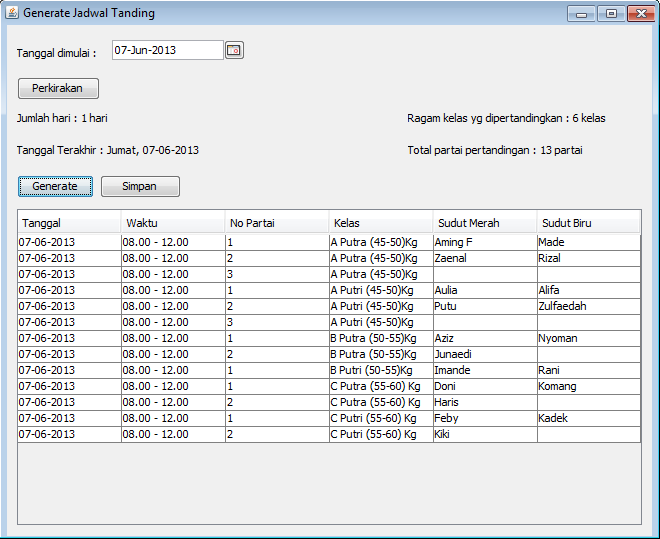 Generate Jadwal Tanding
Tanggal dimulai : 07-Jun-2013
Perkirakan
Jumlah hari : 1 hari Ragam kelas yg dipertandingkan : 6 kelas
Tanggal Terakhir : Jumat, 07-06-2013 Total partai pertandingan : 13 partai
Generate Simpan
Tanggal Waktu No Partai Kelas Sudut Merah Sudut Biru
07-06-2013 08.00 - 12.00 1 A Putra (45-50)Kg Aming F Made
07-06-2013 08.00 - 12.00 2 A Putra (45-50)Kg Zaenal Rizal
07-06-2013 08.00 - 12.00 3 A Putra (45-50)Kg
07-06-2013 08.00 - 12.00 1 A Putri (45-50)Kg Aulia Alifa
07-06-2013 08.00 - 12.00 2 A Putri (45-50)Kg Putu Zulfaedah
07-06-2013 08.00 - 12.00 3 A Putri (45-50)Kg
07-06-2013 08.00 - 12.00 1 B Putra (50-55)Kg Aziz Nyoman
07-06-2013 08.00 - 12.00 2 B Putra (50-55)Kg Junaedi
07-06-2013 08.00 - 12.00 1 B Putri (50-55)Kg Imande Rani
07-06-2013 08.00 - 12.00 1 C Putra (55-60) Kg Doni Komang
07-06-2013 08.00 - 12.00 2 C Putra (55-60) Kg Haris
07-06-2013 08.00 - 12.00 1 C Putri (55-60) Kg Feby Kadek
07-06-2013 08.00 - 12.00 2 C Putri (55-60) Kg Kiki